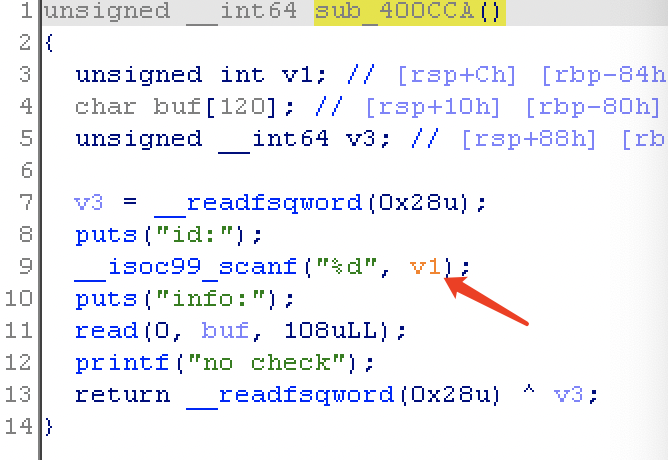 1 unsigned __int64 sub_400CCA()
2 {
3 unsigned int v1; // [rsp+Ch] [rbp-84h
4 char buf[120]; // [rsp+10h] [rbp-80h]
5 unsigned __int64 v3; // [rsp+88h] [rb
6
7 v3 = __readfsqword(0x28u);
8 puts("id:");
9 __isoc99_scanf("%d", v1);
10 puts("info:");
11 read(0, buf, 108uLL);
12 printf("no check");
13 return __readfsqword(0x28u) ^ v3;
14 }